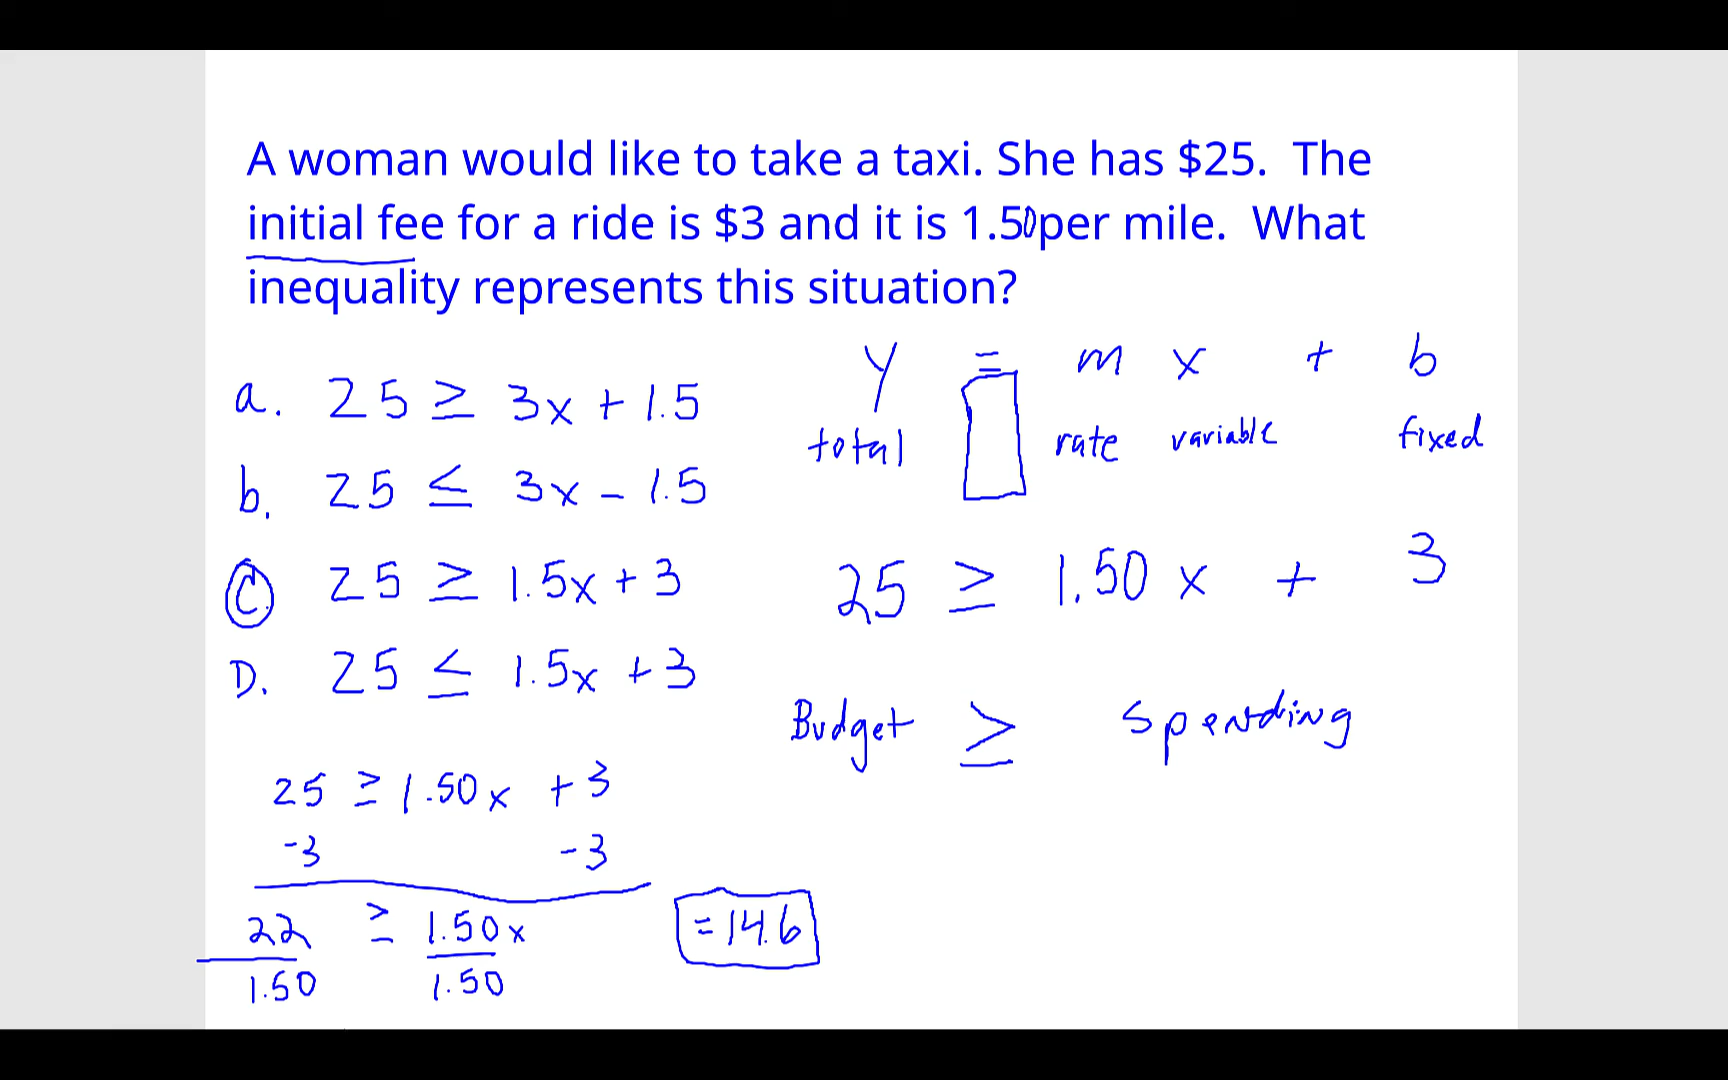 A woman would like to take a taxi. She has $25. The
initial fee for a ride is $3 and it is 1.50 per mile. What
inequality represents this situation?
a. 25 ≥ 3x + 1.5
b. 25 ≤ 3x - 1.5
C. 25 ≥ 1.5x + 3
D. 25 ≤ 1.5x + 3
y = m x + b
total rate variable fixed
25 ≥ 1.50 x + 3
Budget ≥ spending
25 ≥ 1.50x + 3
-3 -3
22 ≥ 1.50x
1.50 1.50
= 14.6